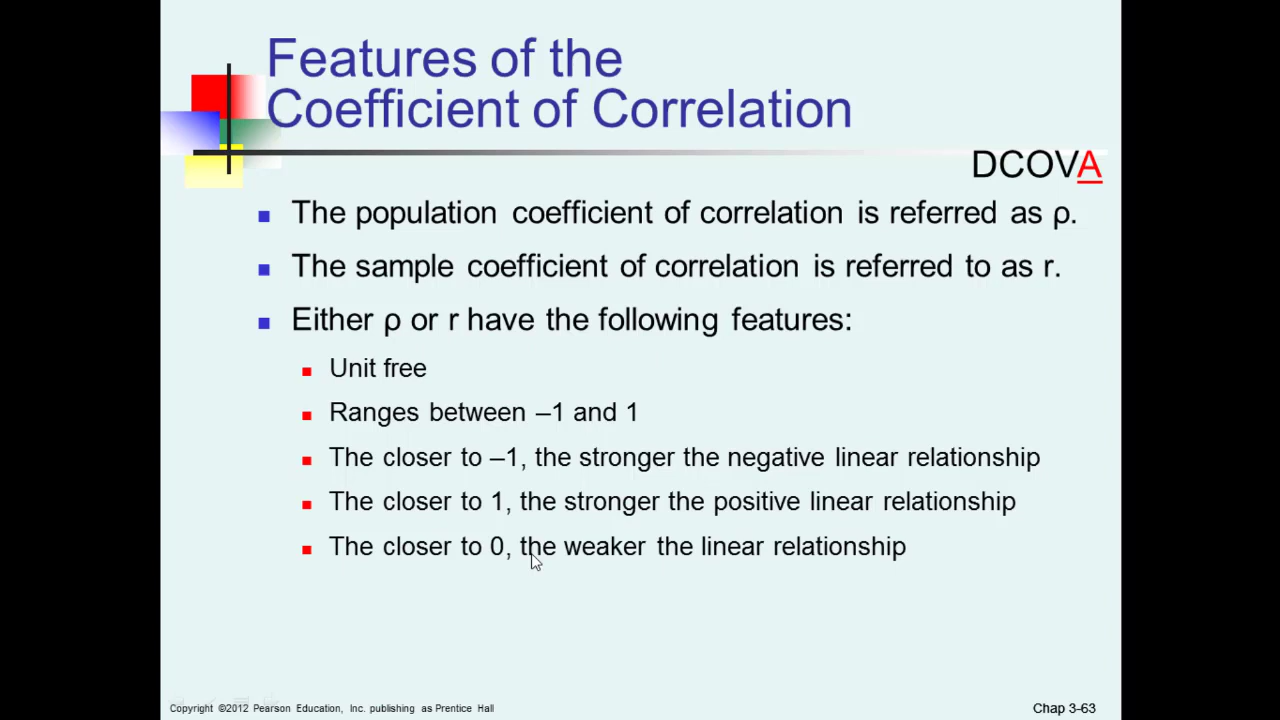 Features of the
Coefficient of Correlation
DCOVA
The population coefficient of correlation is referred as ρ.
The sample coefficient of correlation is referred to as r.
Either ρ or r have the following features:
Unit free
Ranges between –1 and 1
The closer to –1, the stronger the negative linear relationship
The closer to 1, the stronger the positive linear relationship
The closer to 0, the weaker the linear relationship
Copyright ©2012 Pearson Education, Inc. publishing as Prentice Hall
Chap 3-63